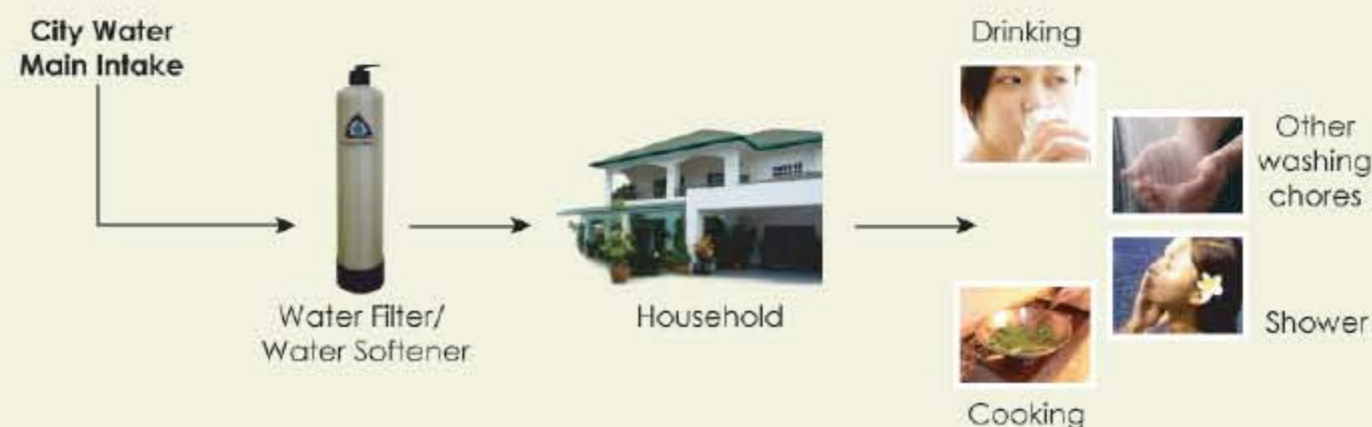 City Water
Main Intake
Water Filter/
Water Softener
Household
Drinking
Other
washing
chores
Shower
Cooking